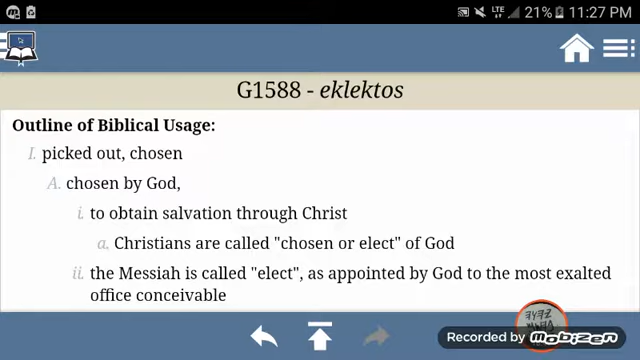 LTE 21% 11:27 PM
G1588 - eklektos
Outline of Biblical Usage:
I. picked out, chosen
A. chosen by God,
i. to obtain salvation through Christ
a. Christians are called "chosen or elect" of God
ii. the Messiah is called "elect", as appointed by God to the most exalted
office conceivable
Recorded by mobizen